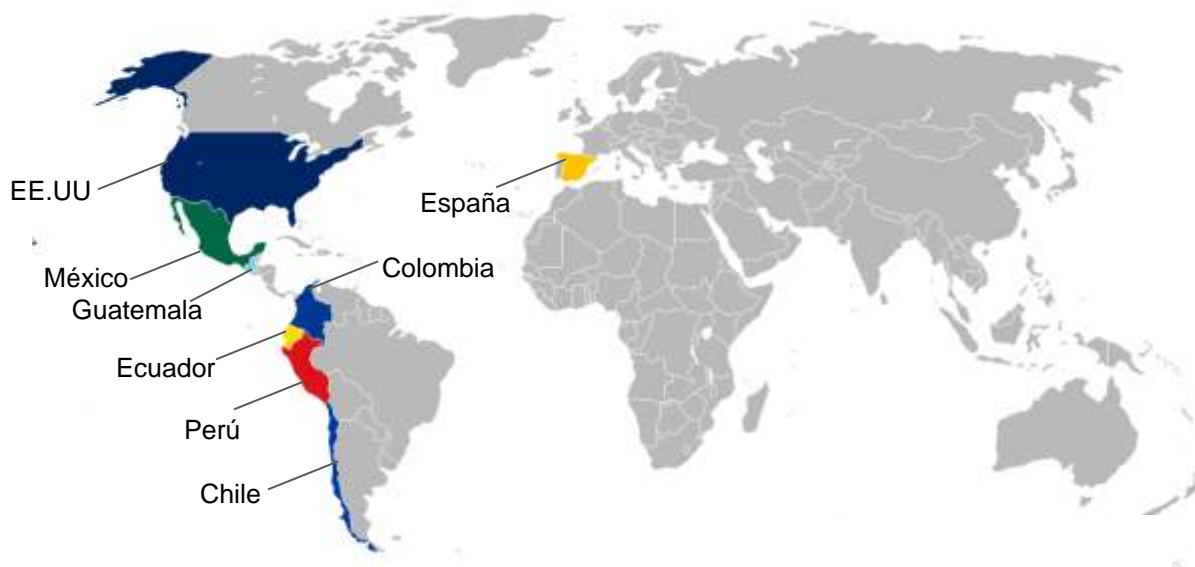 EE.UU
España
México
Colombia
Guatemala
Ecuador
Perú
Chile